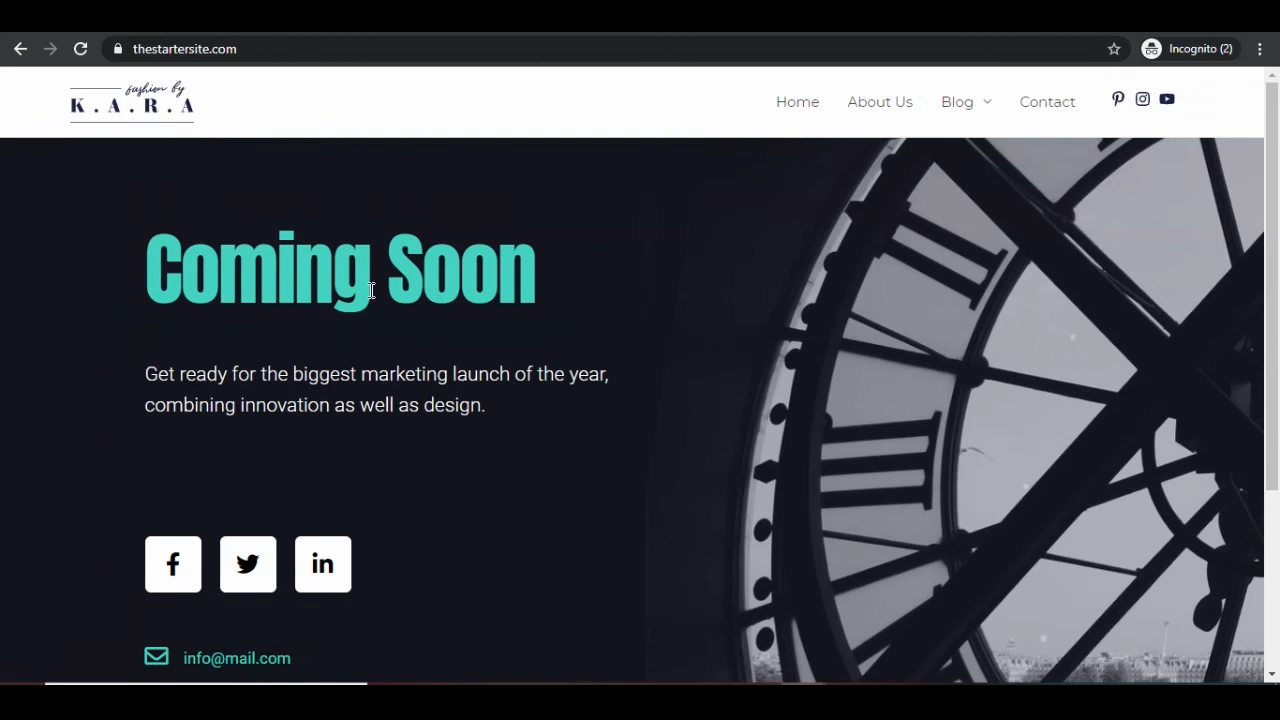 thestartersite.com
Incognito (2)
fashion by
K.A.R.A
Home
About Us
Blog
Contact
Coming Soon
Get ready for the biggest marketing launch of the year,
combining innovation as well as design.
info@mail.com